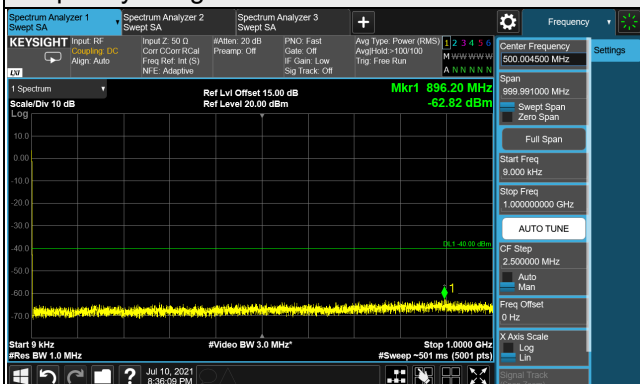 Spectrum Analyzer 1
Swept SA
Spectrum Analyzer 2
Swept SA
Spectrum Analyzer 3
Swept SA
+
Frequency
KEYSIGHT
LXI
Input: RF
Coupling: DC
Align: Auto
Input Z: 50 Ω
Corr CCorr RCal
Freq Ref: Int (S)
NFE: Adaptive
#Atten: 20 dB
Preamp: Off
PNO: Fast
Gate: Off
IF Gain: Low
Sig Track: Off
Avg Type: Power (RMS)
Avg|Hold:>100/100
Trig: Free Run
1 2 3 4 5 6
M W W W W W
A N N N N N
1 Spectrum
Scale/Div 10 dB
Log
Ref Lvl Offset 15.00 dB
Ref Level 20.00 dBm
Mkr1 896.20 MHz
-62.82 dBm
10.0
0.00
-10.0
-20.0
-30.0
-40.0
-50.0
-60.0
-70.0
DL1 -40.00 dBm
1
Start 9 kHz
#Res BW 1.0 MHz
#Video BW 3.0 MHz*
Stop 1.0000 GHz
#Sweep ~501 ms (5001 pts)
Center Frequency
500.004500 MHz
Settings
Span
999.991000 MHz
Swept Span
Zero Span
Full Span
Start Freq
9.000 kHz
Stop Freq
1.000000000 GHz
AUTO TUNE
CF Step
2.500000 MHz
Auto
Man
Freq Offset
0 Hz
X Axis Scale
Log
Lin
Signal Track
?
Jul 10, 2021
8:36:09 PM